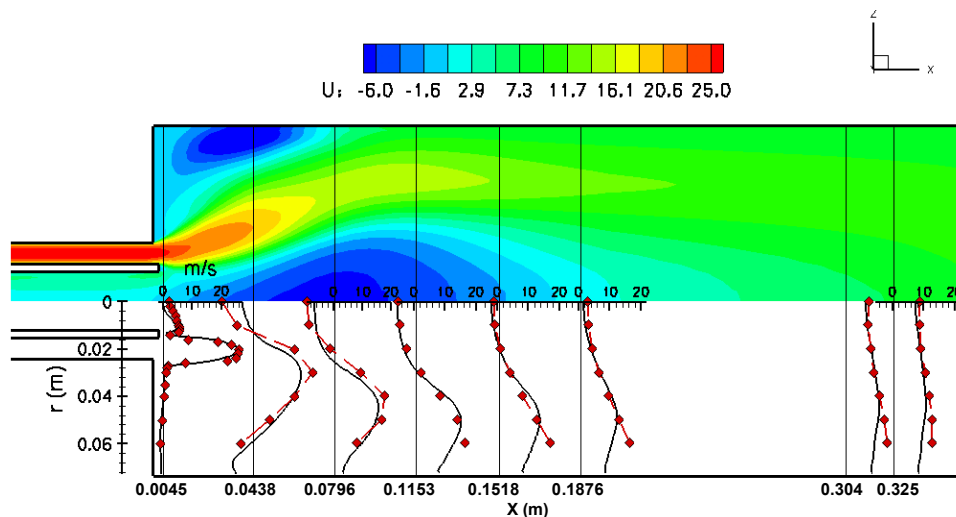 Z
X
U: -6.0 -1.6 2.9 7.3 11.7 16.1 20.6 25.0
m/s
0 10 20 0 10 20 0 10 20 0 10 20 0 10 20 0 10 20 0 10 20
0
0.02
0.04
0.06
r (m)
0.0045 0.0438 0.0796 0.1153 0.1518 0.1876 0.304 0.325
X (m)